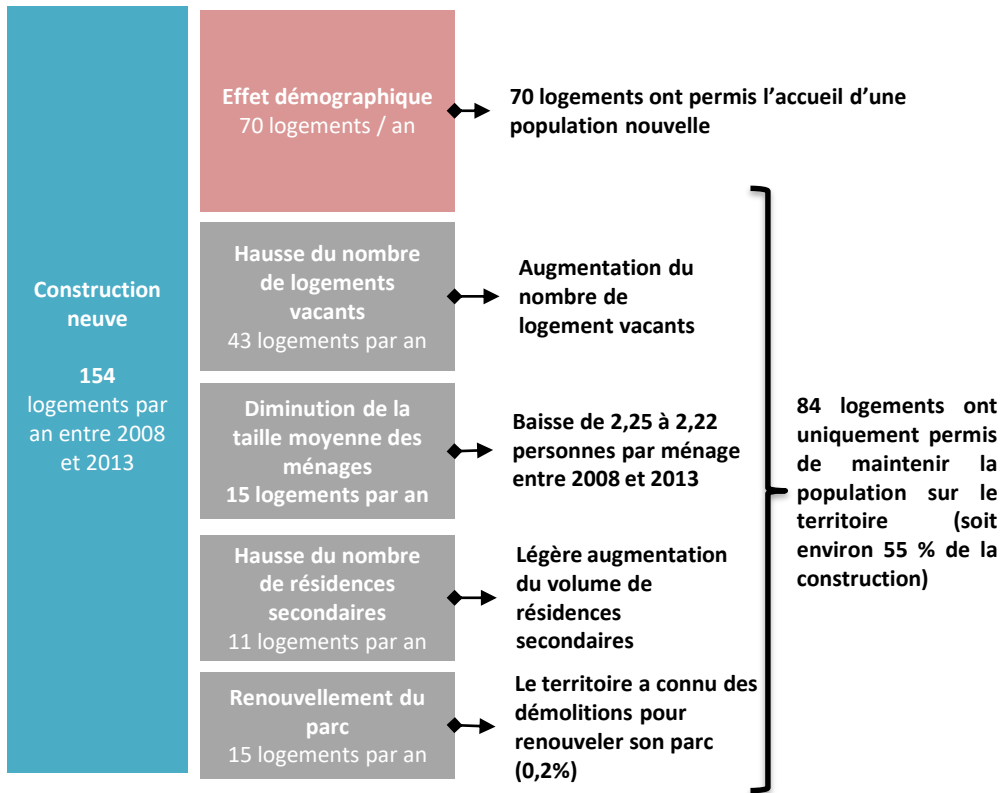 Construction
neuve
154
logements par
an entre 2008
et 2013
Effet démographique
70 logements / an
70 logements ont permis l'accueil d'une
population nouvelle
Hausse du nombre
de logements
vacants
43 logements par an
Augmentation du
nombre de
logement vacants
Diminution de la
taille moyenne des
ménages
15 logements par an
Baisse de 2,25 à 2,22
personnes par ménage
entre 2008 et 2013
Hausse du nombre
de résidences
secondaires
11 logements par an
Légère augmentation
du volume de
résidences
secondaires
Renouvellement du
parc
15 logements par an
Le territoire a connu des
démolitions pour
renouveler son parc
(0,2%)
84 logements ont
uniquement permis
de maintenir la
population sur le
territoire (soit
environ 55 % de la
construction)